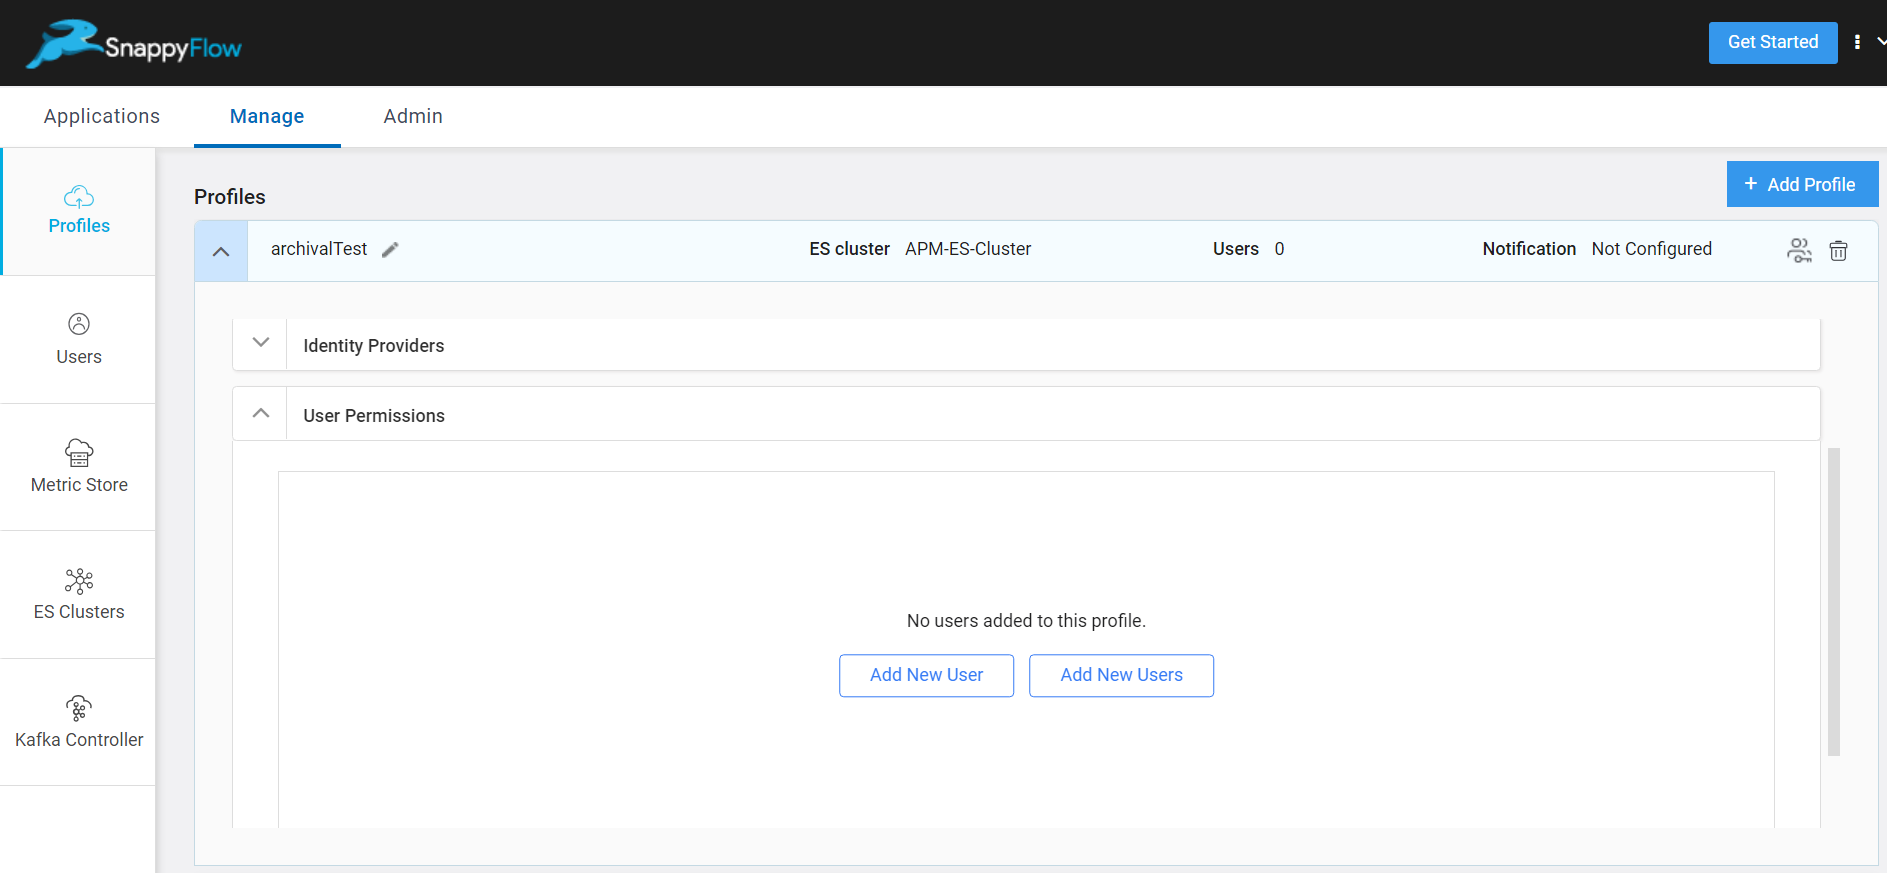 SnappyFlow
Get Started
Applications
Manage
Admin
Profiles
Users
Metric Store
ES Clusters
Kafka Controller
Profiles
+ Add Profile
archivalTest
ES cluster APM-ES-Cluster
Users 0
Notification Not Configured
Identity Providers
User Permissions
No users added to this profile.
Add New User
Add New Users